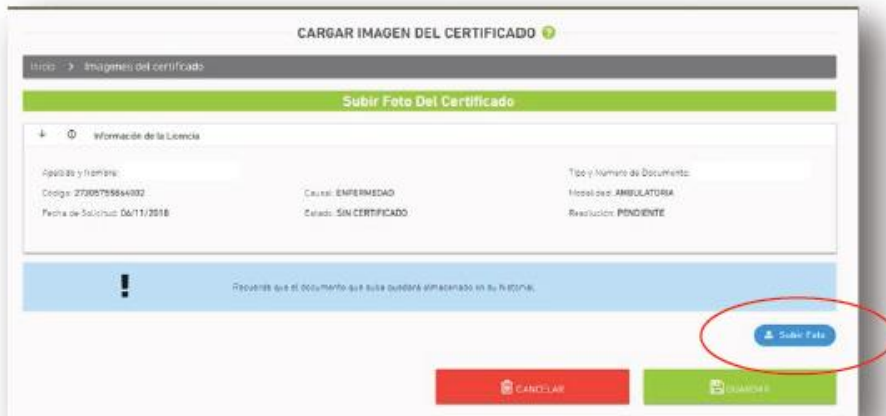 CARGAR IMAGEN DEL CERTIFICADO ?
Inicio > Imagenes del certificado
Subir Foto Del Certificado
Información de la Licencia
Apellido y Nombre: Tipo y Número de Documento:
Código: 27305755864002 Causal: ENFERMEDAD Modalidad: AMBULATORIA
Fecha de Solicitud: 06/11/2018 Estado: SIN CERTIFICADO Resolución: PENDIENTE
! Recuerde que el documento que suba quedará almacenado en su historial.
Subir Foto
CANCELAR GUARDAR